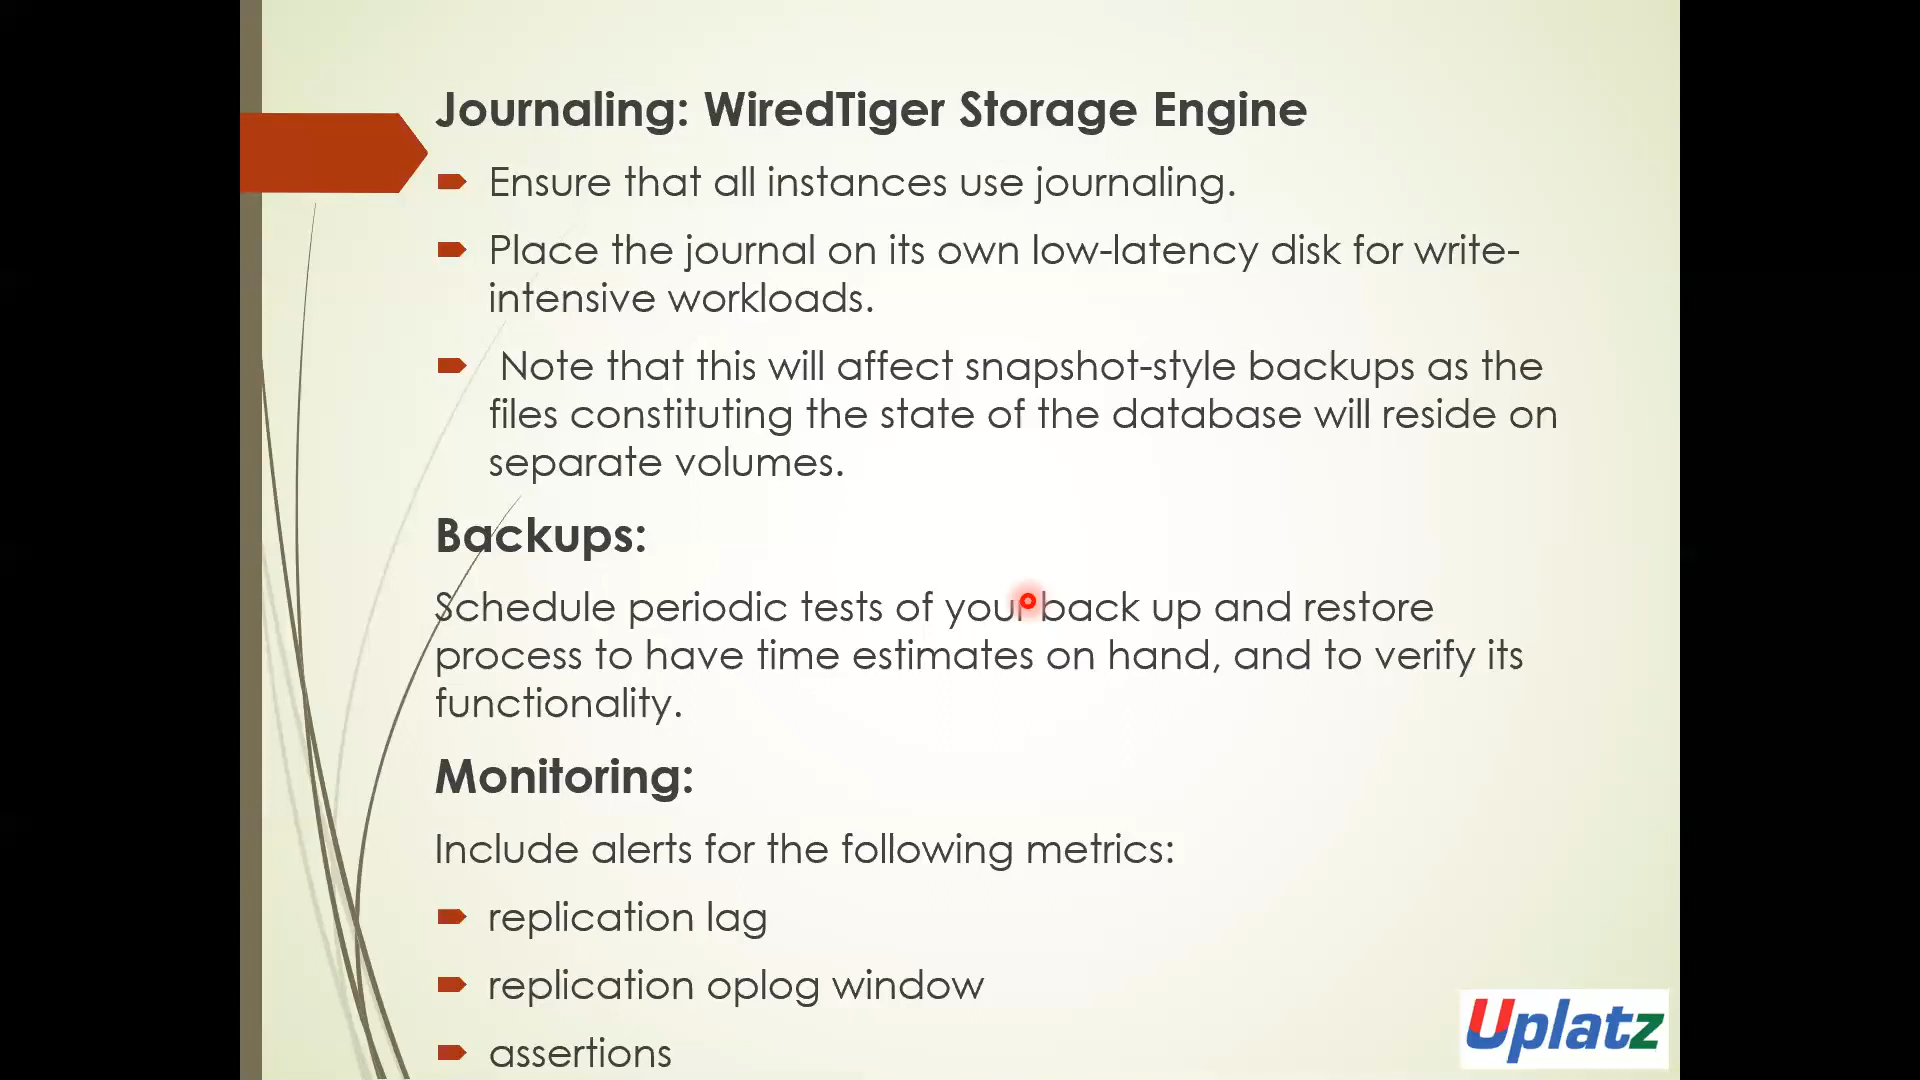 Journaling: WiredTiger Storage Engine
Ensure that all instances use journaling.
Place the journal on its own low-latency disk for write-
intensive workloads.
Note that this will affect snapshot-style backups as the
files constituting the state of the database will reside on
separate volumes.
Backups:
Schedule periodic tests of your back up and restore
process to have time estimates on hand, and to verify its
functionality.
Monitoring:
Include alerts for the following metrics:
replication lag
replication oplog window
assertions
Uplatz